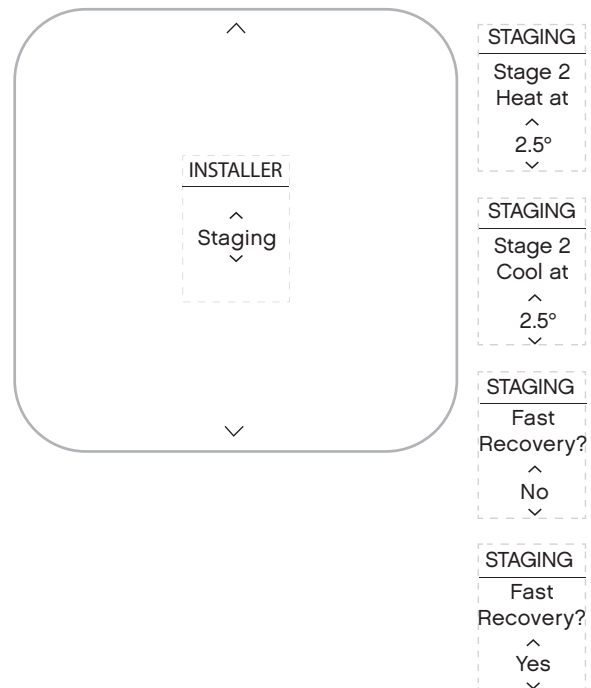 INSTALLER
Staging
STAGING
Stage 2
Heat at
2.5°
STAGING
Stage 2
Cool at
2.5°
STAGING
Fast
Recovery?
No
STAGING
Fast
Recovery?
Yes